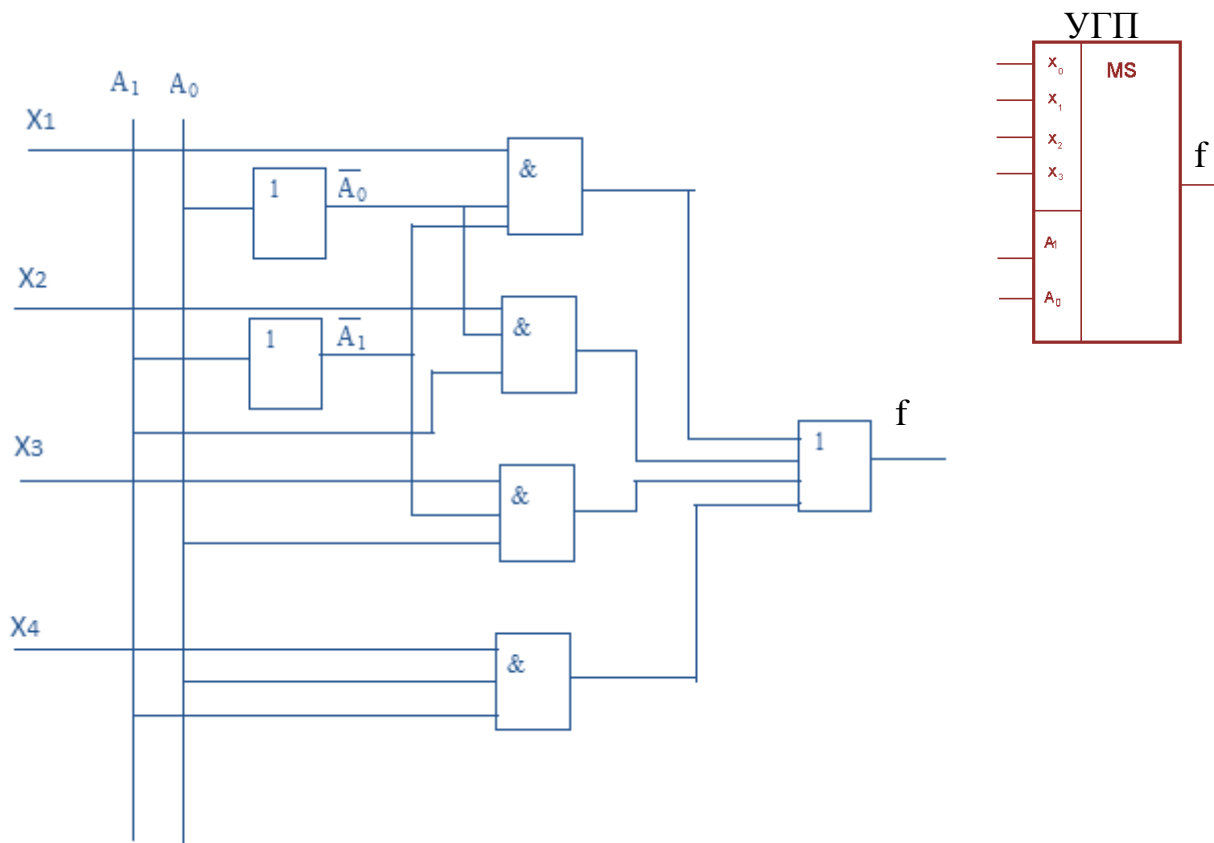 УГП
x₀
MS
x₁
x₂
x₃
f
A₁
A₀
A₁ A₀
X1
&
1
A̅₀
X2
&
1
A̅₁
X3
f
1
&
X4
&